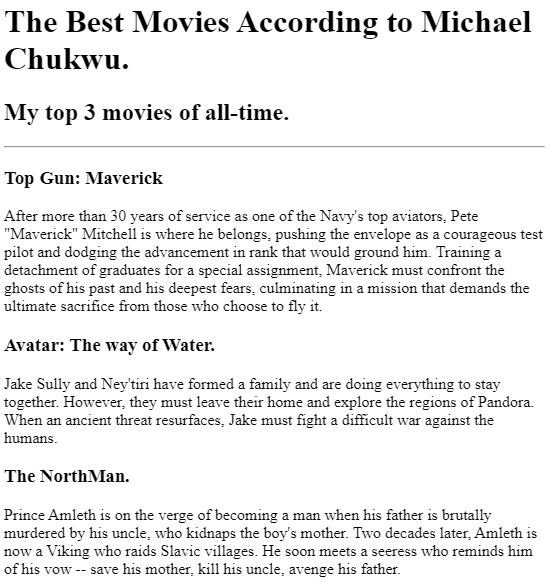 The Best Movies According to Michael
Chukwu.
My top 3 movies of all-time.
Top Gun: Maverick
After more than 30 years of service as one of the Navy's top aviators, Pete
"Maverick" Mitchell is where he belongs, pushing the envelope as a courageous test
pilot and dodging the advancement in rank that would ground him. Training a
detachment of graduates for a special assignment, Maverick must confront the
ghosts of his past and his deepest fears, culminating in a mission that demands the
ultimate sacrifice from those who choose to fly it.
Avatar: The way of Water.
Jake Sully and Ney'tiri have formed a family and are doing everything to stay
together. However, they must leave their home and explore the regions of Pandora.
When an ancient threat resurfaces, Jake must fight a difficult war against the
humans.
The NorthMan.
Prince Amleth is on the verge of becoming a man when his father is brutally
murdered by his uncle, who kidnaps the boy's mother. Two decades later, Amleth is
now a Viking who raids Slavic villages. He soon meets a seeress who reminds him
of his vow -- save his mother, kill his uncle, avenge his father.